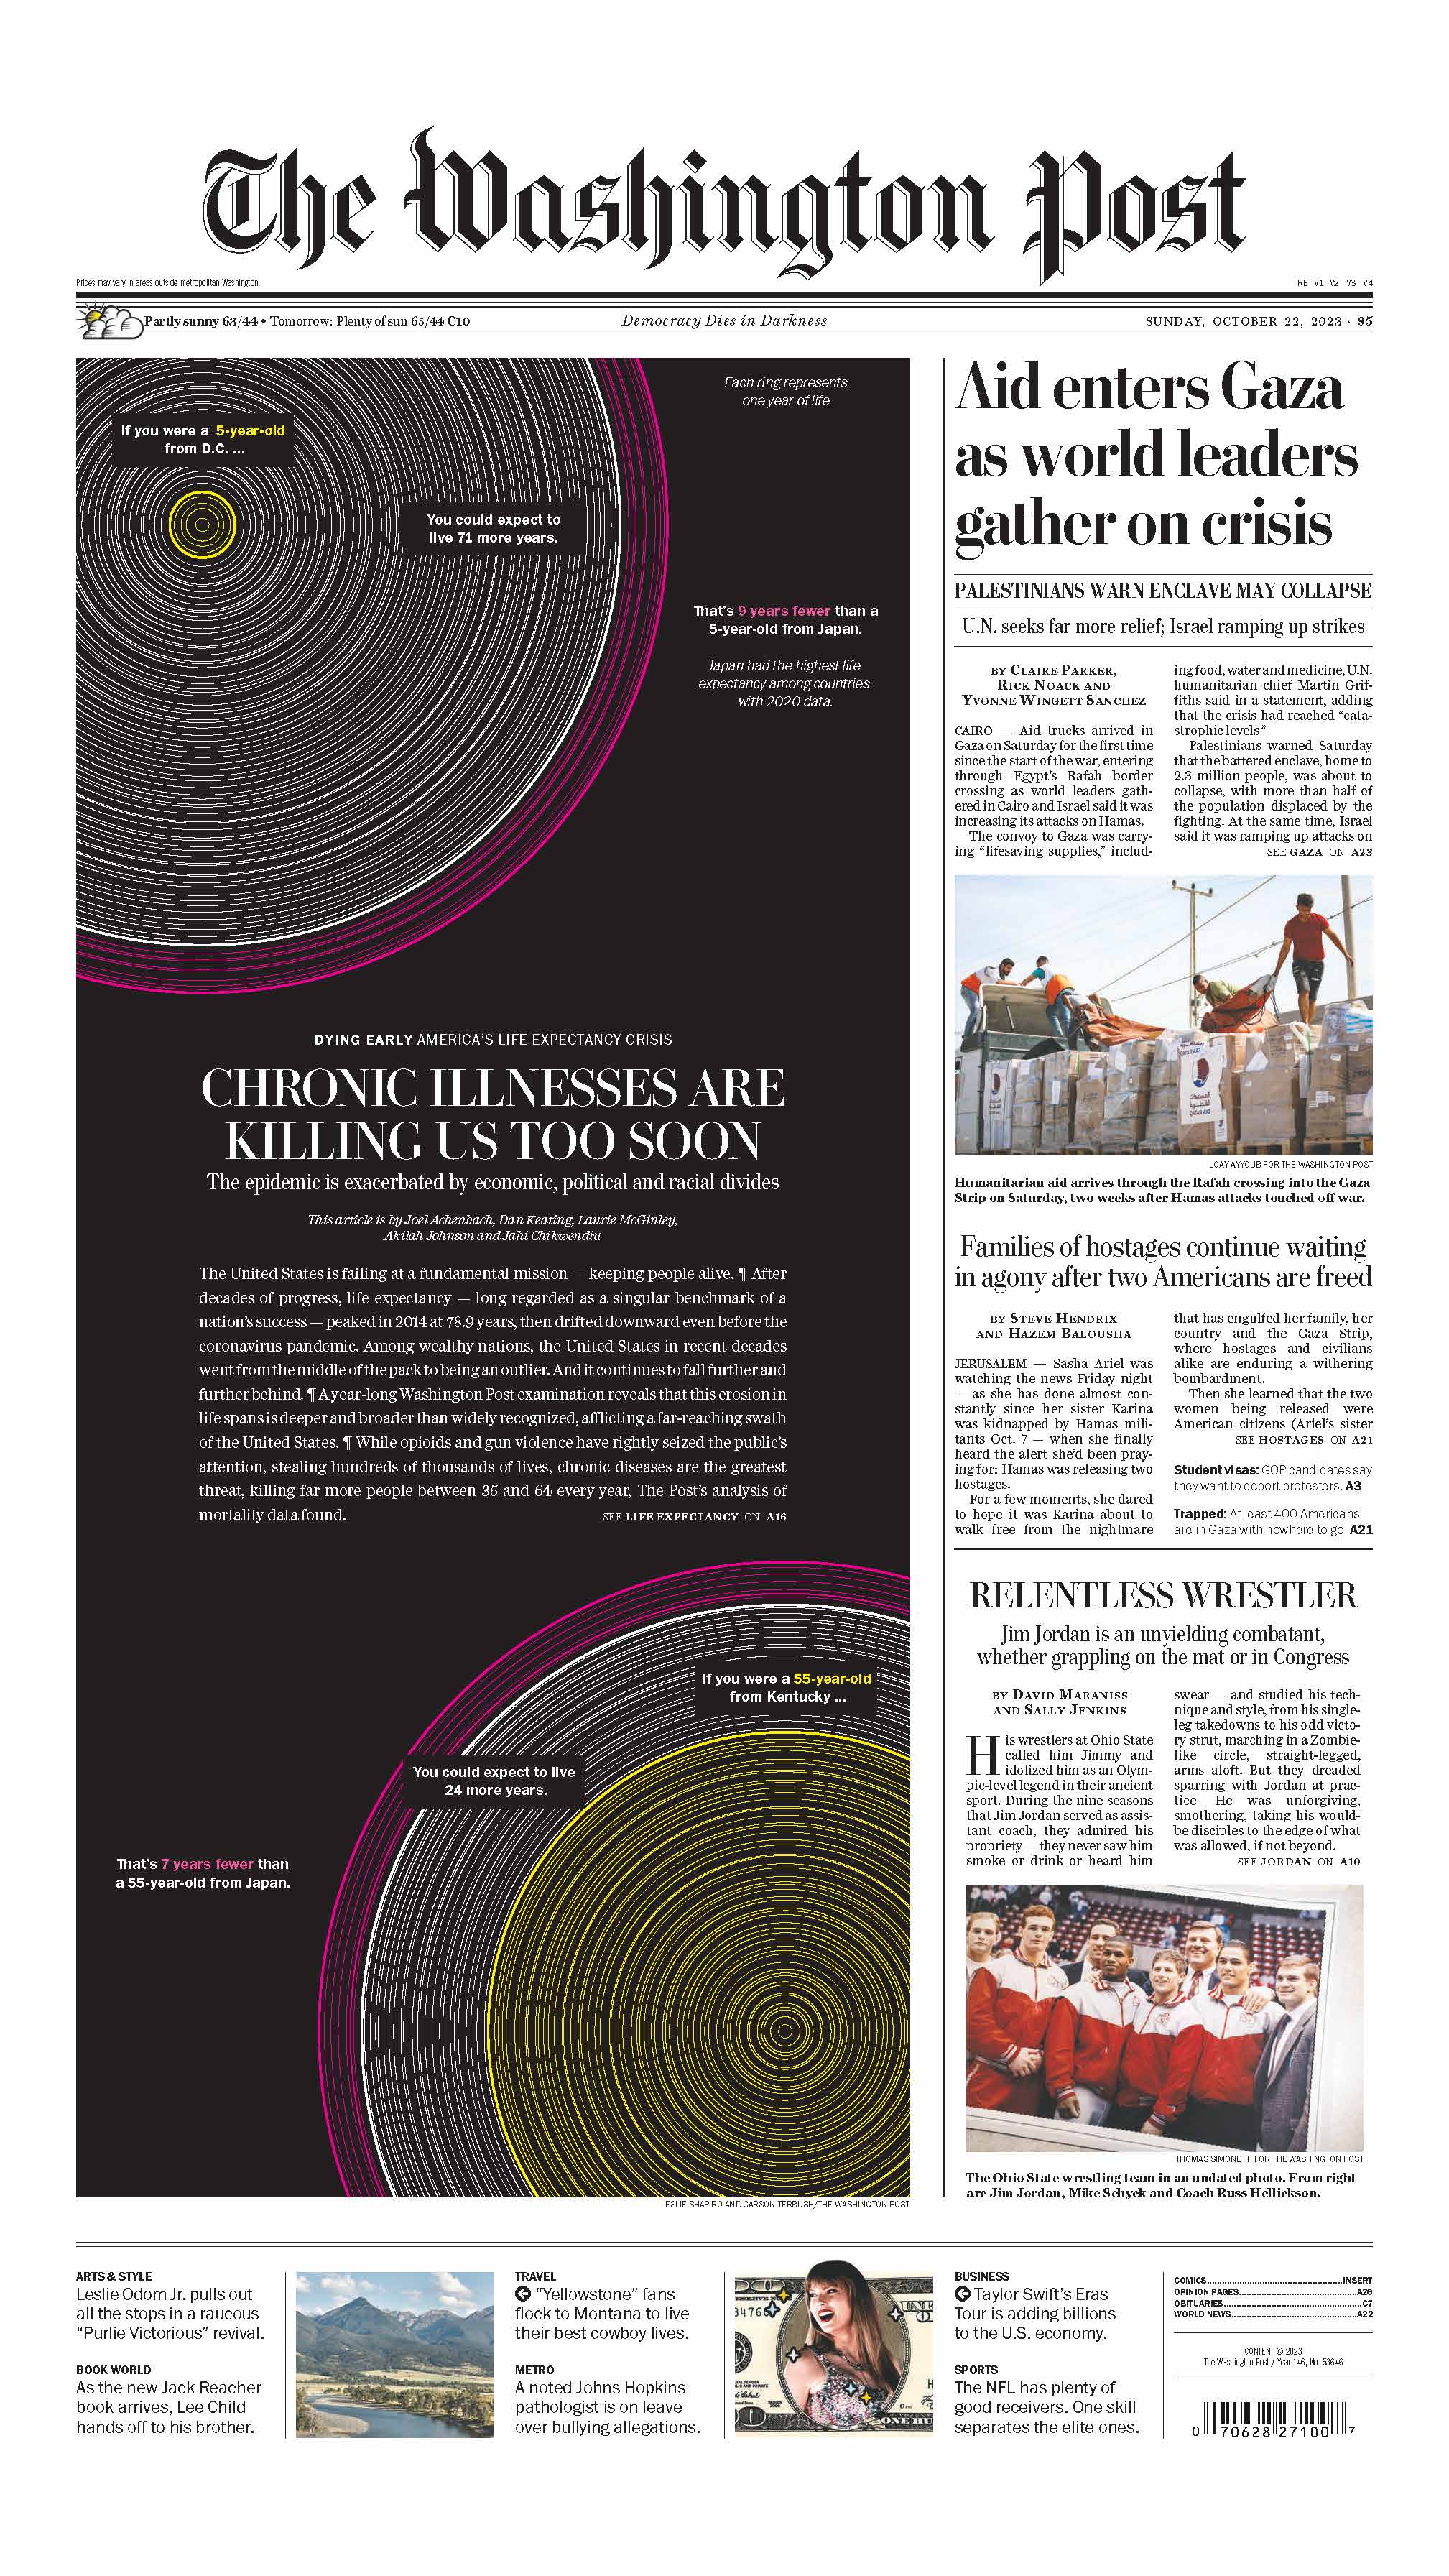 The Washington Post
Prices may vary in areas outside metropolitan Washington.
RE V1 V2 V3 V4
Partly sunny 63/44 • Tomorrow: Plenty of sun 65/44 C10
Democracy Dies in Darkness
SUNDAY, OCTOBER 22, 2023 · $5
Each ring represents
one year of life
If you were a 5-year-old
from D.C. ...
You could expect to
live 71 more years.
That's 9 years fewer than a
5-year-old from Japan.
Japan had the highest life
expectancy among countries
with 2020 data.
DYING EARLY AMERICA'S LIFE EXPECTANCY CRISIS
CHRONIC ILLNESSES ARE
KILLING US TOO SOON
The epidemic is exacerbated by economic, political and racial divides
This article is by Joel Achenbach, Dan Keating, Laurie McGinley,
Akilah Johnson and Jahi Chikwendiu
The United States is failing at a fundamental mission — keeping people alive. ¶ After
decades of progress, life expectancy — long regarded as a singular benchmark of a
nation's success — peaked in 2014 at 78.9 years, then drifted downward even before the
coronavirus pandemic. Among wealthy nations, the United States in recent decades
went from the middle of the pack to being an outlier. And it continues to fall further and
further behind. ¶ A year-long Washington Post examination reveals that this erosion in
life spans is deeper and broader than widely recognized, afflicting a far-reaching swath
of the United States. ¶ While opioids and gun violence have rightly seized the public's
attention, stealing hundreds of thousands of lives, chronic diseases are the greatest
threat, killing far more people between 35 and 64 every year, The Post's analysis of
mortality data found.
SEE LIFE EXPECTANCY ON A16
If you were a 55-year-old
from Kentucky ...
You could expect to live
24 more years.
That's 7 years fewer than
a 55-year-old from Japan.
LESLIE SHAPIRO AND CARSON TERBUSH/THE WASHINGTON POST
Aid enters Gaza
as world leaders
gather on crisis
PALESTINIANS WARN ENCLAVE MAY COLLAPSE
U.N. seeks far more relief; Israel ramping up strikes
BY CLAIRE PARKER,
RICK NOACK AND
YVONNE WINGETT SANCHEZ
CAIRO — Aid trucks arrived in
Gaza on Saturday for the first time
since the start of the war, entering
through Egypt's Rafah border
crossing as world leaders gath-
ered in Cairo and Israel said it was
increasing its attacks on Hamas.
The convoy to Gaza was carry-
ing "lifesaving supplies," includ-
ing food, water and medicine, U.N.
humanitarian chief Martin Grif-
fiths said in a statement, adding
that the crisis had reached "cata-
strophic levels."
Palestinians warned Saturday
that the battered enclave, home to
2.3 million people, was about to
collapse, with more than half of
the population displaced by the
fighting. At the same time, Israel
said it was ramping up attacks on
SEE GAZA ON A23
QATAR AID
LOAY AYYOUB FOR THE WASHINGTON POST
Humanitarian aid arrives through the Rafah crossing into the Gaza
Strip on Saturday, two weeks after Hamas attacks touched off war.
Families of hostages continue waiting
in agony after two Americans are freed
BY STEVE HENDRIX
AND HAZEM BALOUSHA
JERUSALEM — Sasha Ariel was
watching the news Friday night
— as she has done almost con-
stantly since her sister Karina
was kidnapped by Hamas mili-
tants Oct. 7 — when she finally
heard the alert she'd been pray-
ing for: Hamas was releasing two
hostages.
For a few moments, she dared
to hope it was Karina about to
walk free from the nightmare
that has engulfed her family, her
country and the Gaza Strip,
where hostages and civilians
alike are enduring a withering
bombardment.
Then she learned that the two
women being released were
American citizens (Ariel's sister
SEE HOSTAGES ON A21
Student visas: GOP candidates say
they want to deport protesters. A3
Trapped: At least 400 Americans
are in Gaza with nowhere to go. A21
RELENTLESS WRESTLER
Jim Jordan is an unyielding combatant,
whether grappling on the mat or in Congress
BY DAVID MARANISS
AND SALLY JENKINS
His wrestlers at Ohio State
called him Jimmy and
idolized him as an Olym-
pic-level legend in their ancient
sport. During the nine seasons
that Jim Jordan served as assis-
tant coach, they admired his
propriety — they never saw him
smoke or drink or heard him
swear — and studied his tech-
nique and style, from his single-
leg takedowns to his odd victo-
ry strut, marching in a Zombie-
like circle, straight-legged,
arms aloft. But they dreaded
sparring with Jordan at prac-
tice. He was unforgiving,
smothering, taking his would-
be disciples to the edge of what
was allowed, if not beyond.
SEE JORDAN ON A10
THOMAS SIMONETTI FOR THE WASHINGTON POST
The Ohio State wrestling team in an undated photo. From right
are Jim Jordan, Mike Schyck and Coach Russ Hellickson.
ARTS & STYLE
Leslie Odom Jr. pulls out
all the stops in a raucous
"Purlie Victorious" revival.
BOOK WORLD
As the new Jack Reacher
book arrives, Lee Child
hands off to his brother.
TRAVEL
"Yellowstone" fans
flock to Montana to live
their best cowboy lives.
METRO
A noted Johns Hopkins
pathologist is on leave
over bullying allegations.
BUSINESS
Taylor Swift's Eras
Tour is adding billions
to the U.S. economy.
SPORTS
The NFL has plenty of
good receivers. One skill
separates the elite ones.
COMICS....INSERT
OPINION PAGES....A26
OBITUARIES....C7
WORLD NEWS....A22
CONTENT © 2023
The Washington Post / Year 146, No. 53646
0 70628 27100 7